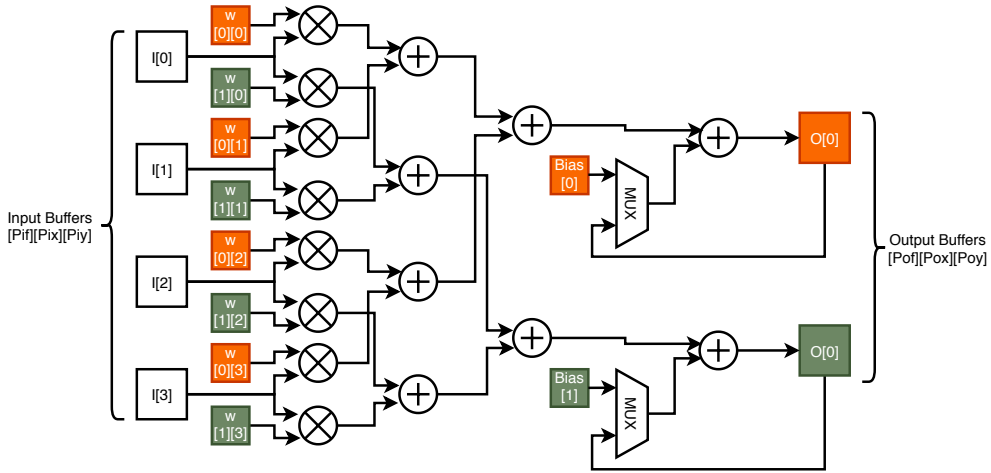 w
[0][0]
I[0]
w
[1][0]
w
[0][1]
I[1]
w
[1][1]
Input Buffers
[Pif][Pix][Piy]
w
[0][2]
I[2]
w
[1][2]
w
[0][3]
I[3]
w
[1][3]
Bias
[0]
MUX
O[0]
Bias
[1]
MUX
O[0]
Output Buffers
[Pof][Pox][Poy]